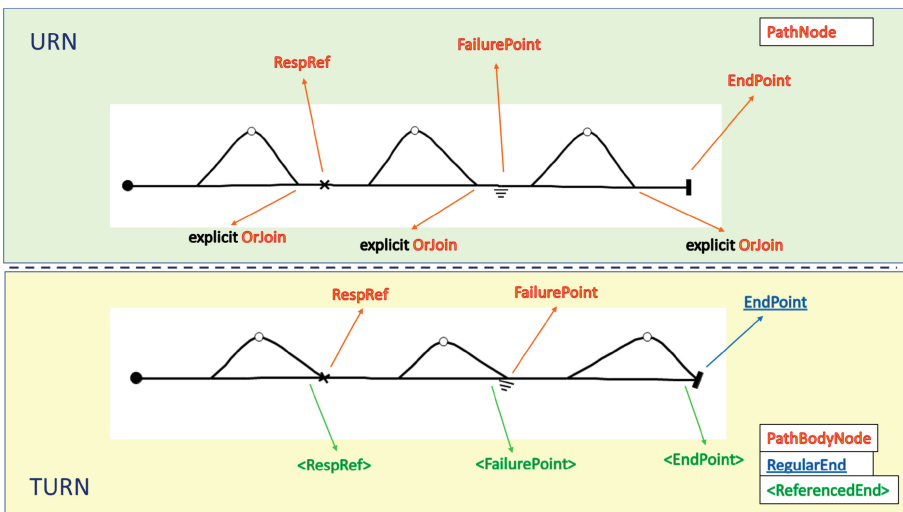 URN
PathNode
FailurePoint
RespRef
EndPoint
explicit OrJoin
explicit OrJoin
explicit OrJoin
RespRef
FailurePoint
EndPoint
<RespRef>
<FailurePoint>
<EndPoint>
PathBodyNode
RegularEnd
<ReferencedEnd>
TURN